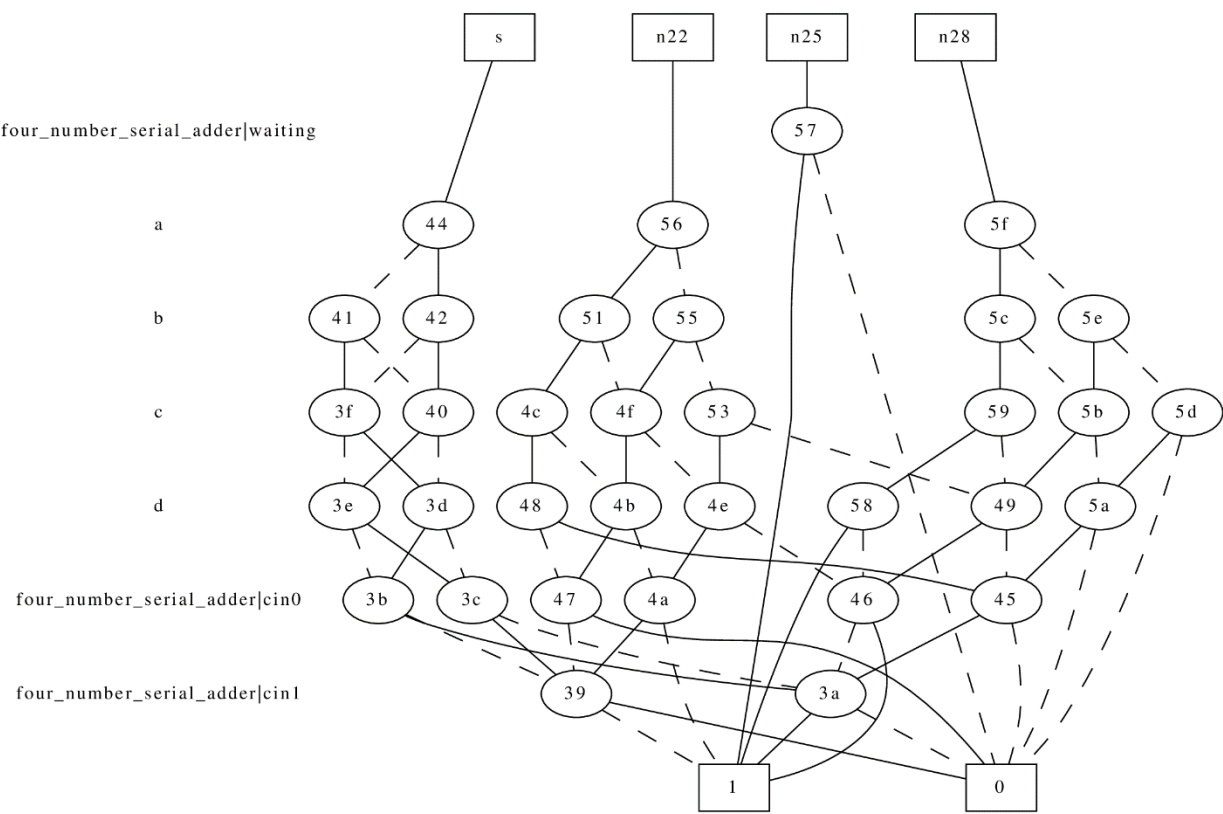 s n22 n25 n28
four_number_serial_adder|waiting 57
a 44 56 5f
b 41 42 51 55 5c 5e
c 3f 40 4c 4f 53 59 5b 5d
d 3e 3d 48 4b 4e 58 49 5a
four_number_serial_adder|cin0 3b 3c 47 4a 46 45
four_number_serial_adder|cin1 39 3a
1 0